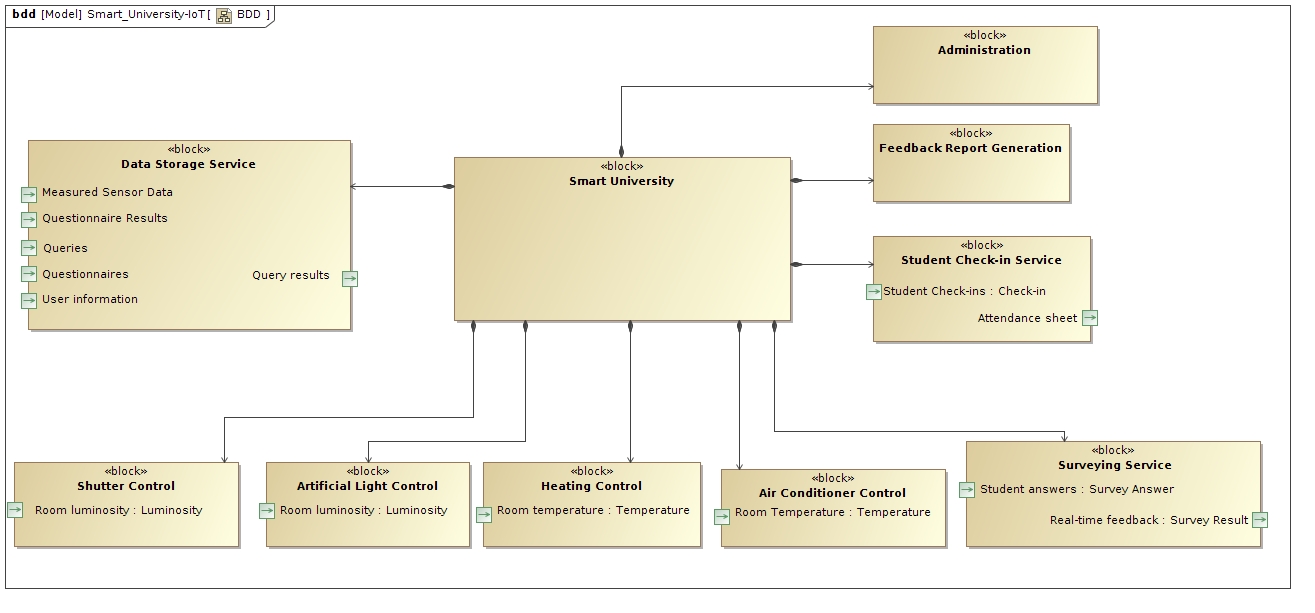 bdd [Model] Smart_University-IoT[ BDD ]
«block»
Administration
«block»
Feedback Report Generation
«block»
Data Storage Service
Measured Sensor Data
Questionnaire Results
Queries
Questionnaires
Query results
User information
«block»
Smart University
«block»
Student Check-in Service
Student Check-ins : Check-in
Attendance sheet
«block»
Shutter Control
Room luminosity : Luminosity
«block»
Artificial Light Control
Room luminosity : Luminosity
«block»
Heating Control
Room temperature : Temperature
«block»
Air Conditioner Control
Room Temperature : Temperature
«block»
Surveying Service
Student answers : Survey Answer
Real-time feedback : Survey Result